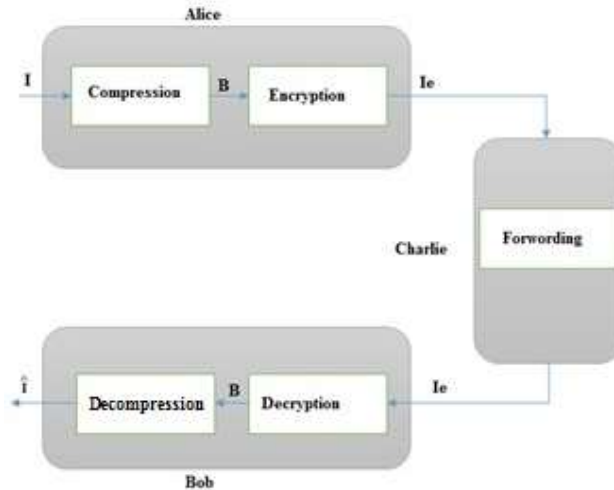 Alice
I
Compression
B
Encryption
Ie
Forwording
Charlie
Î
Decompression
B
Decryption
Ie
Bob